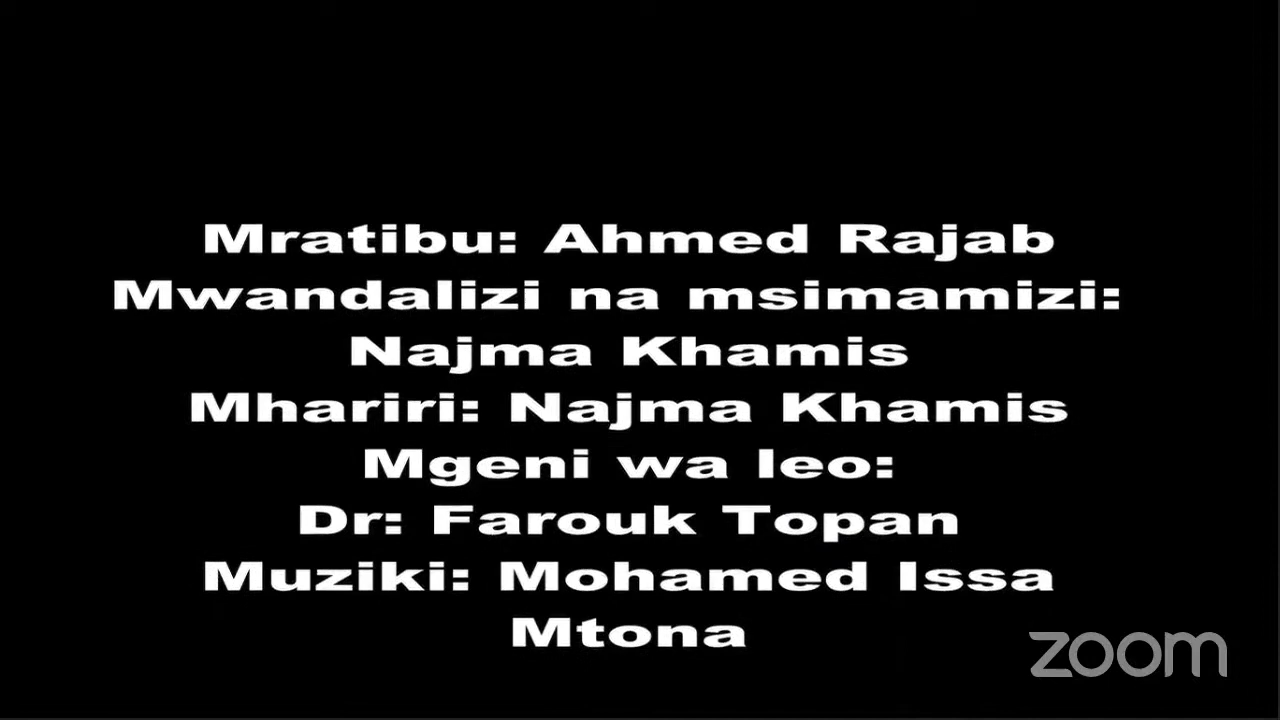 Mratibu: Ahmed Rajab
Mwandalizi na msimamizi:
Najma Khamis
Mhariri: Najma Khamis
Mgeni wa leo:
Dr: Farouk Topan
Muziki: Mohamed Issa
Mtona
zoom